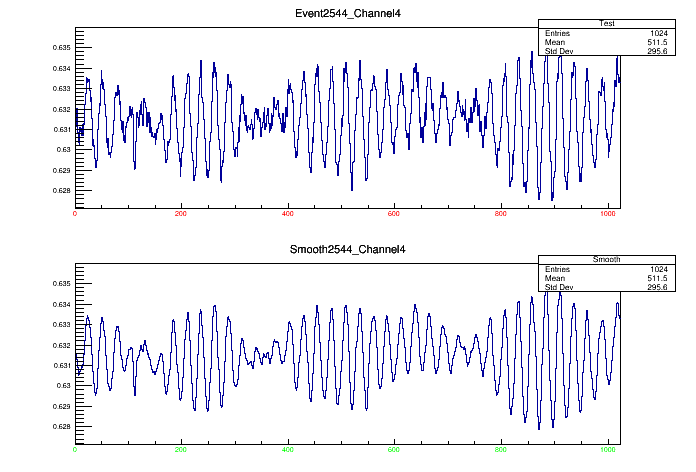 Event2544_Channel4
Test
Entries 1024
Mean 511.5
Std Dev 295.6
0.635
0.634
0.633
0.632
0.631
0.63
0.629
0.628
0 200 400 600 800 1000
Smooth2544_Channel4
Smooth
Entries 1024
Mean 511.5
Std Dev 295.6
0.635
0.634
0.633
0.632
0.631
0.63
0.629
0.628
0 200 400 600 800 1000